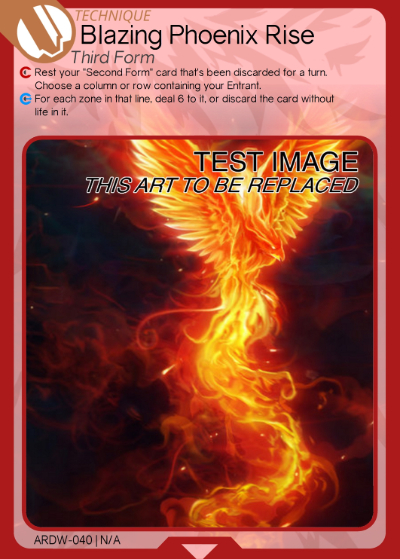 TECHNIQUE
Blazing Phoenix Rise
Third Form
Rest your "Second Form" card that's been discarded for a turn.
Choose a column or row containing your Entrant.
For each zone in that line, deal 6 to it, or discard the card without
life in it.
TEST IMAGE
THIS ART TO BE REPLACED
ARDW-040 | N/A